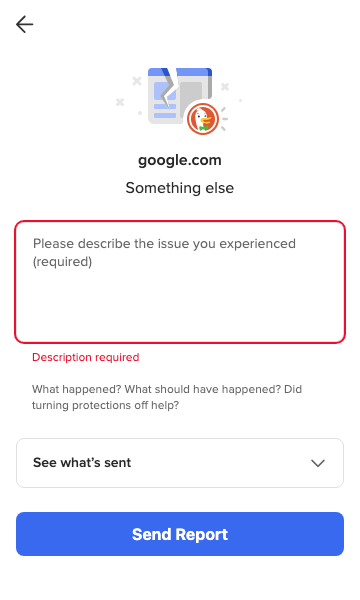 google.com
Something else
Please describe the issue you experienced
(required)
Description required
What happened? What should have happened? Did
turning protections off help?
See what’s sent
Send Report